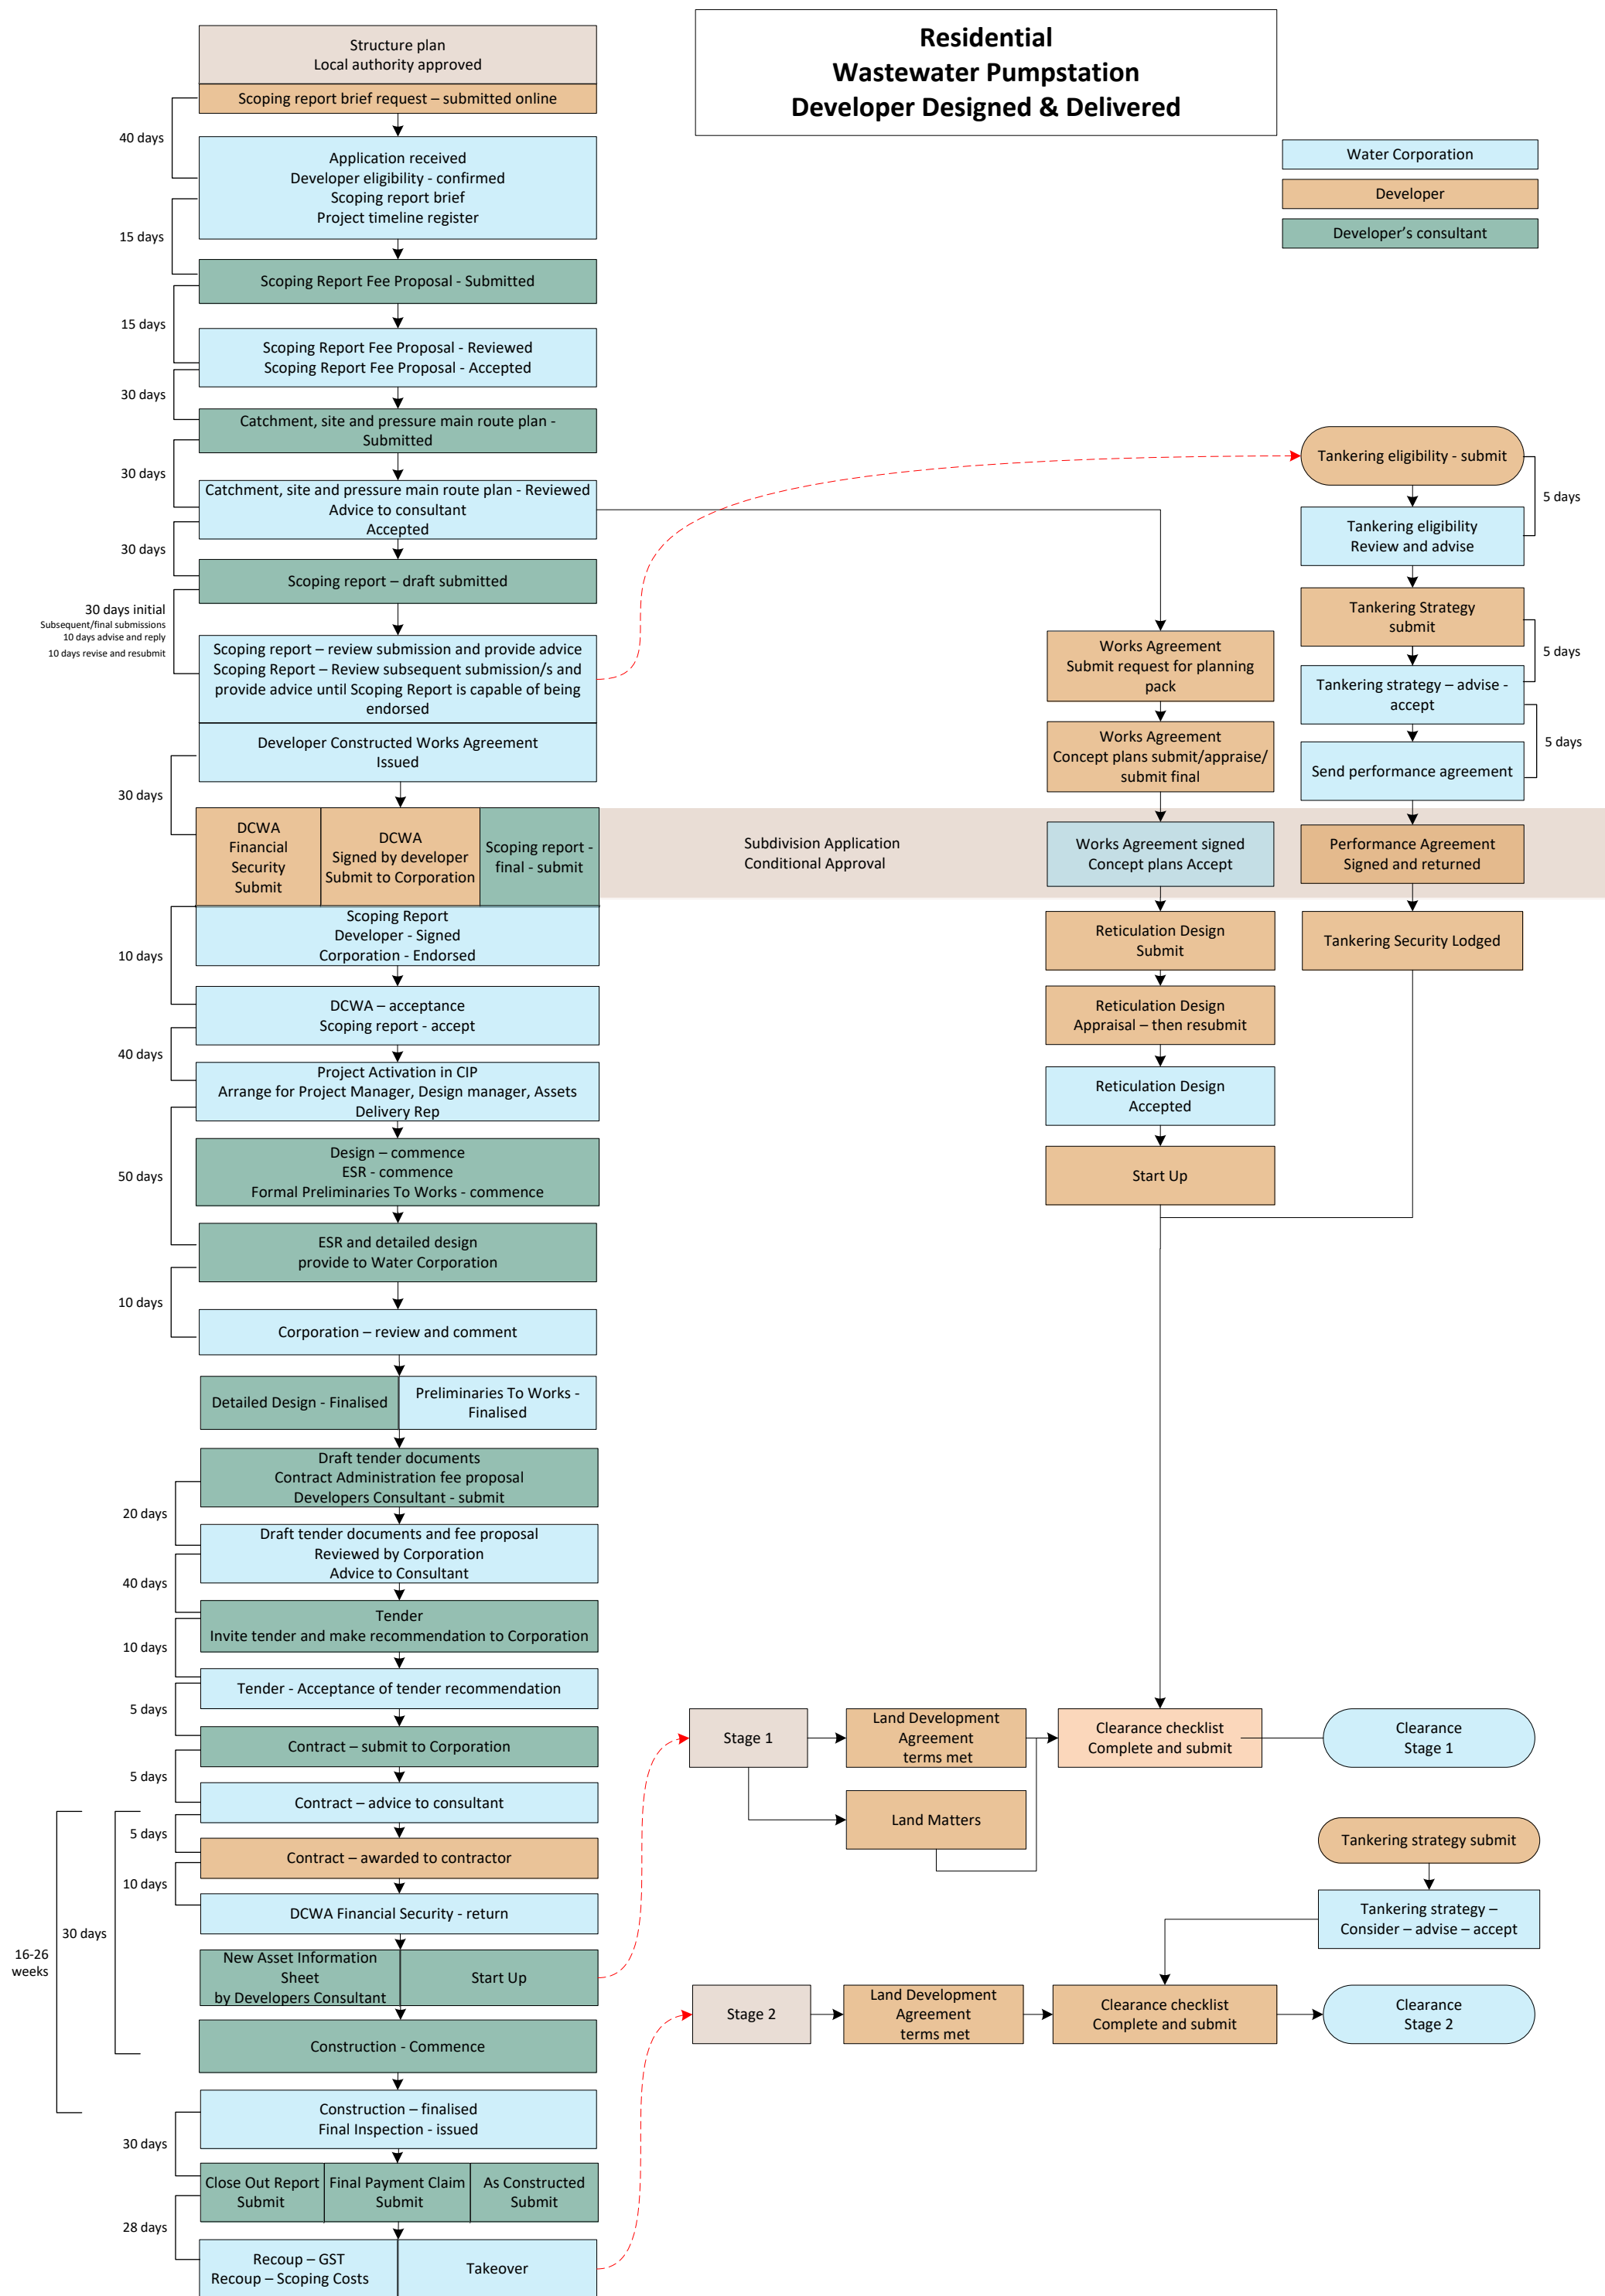 Residential
Wastewater Pumpstation
Developer Designed & Delivered
Water Corporation
Developer
Developer's consultant
Structure plan
Local authority approved
Scoping report brief request – submitted online
40 days
Application received
Developer eligibility - confirmed
Scoping report brief
Project timeline register
15 days
Scoping Report Fee Proposal - Submitted
15 days
Scoping Report Fee Proposal - Reviewed
Scoping Report Fee Proposal - Accepted
30 days
Catchment, site and pressure main route plan -
Submitted
30 days
Catchment, site and pressure main route plan - Reviewed
Advice to consultant
Accepted
30 days
Scoping report – draft submitted
30 days initial
Subsequent/final submissions
10 days advise and reply
10 days revise and resubmit
Scoping report – review submission and provide advice
Scoping Report – Review subsequent submission/s and
provide advice until Scoping Report is capable of being
endorsed
Developer Constructed Works Agreement
Issued
30 days
DCWA
Financial
Security
Submit
DCWA
Signed by developer
Submit to Corporation
Scoping report -
final - submit
Scoping Report
Developer - Signed
Corporation - Endorsed
10 days
DCWA – acceptance
Scoping report - accept
40 days
Project Activation in CIP
Arrange for Project Manager, Design manager, Assets
Delivery Rep
50 days
Design – commence
ESR - commence
Formal Preliminaries To Works - commence
ESR and detailed design
provide to Water Corporation
10 days
Corporation – review and comment
Detailed Design - Finalised
Preliminaries To Works -
Finalised
Draft tender documents
Contract Administration fee proposal
Developers Consultant - submit
20 days
Draft tender documents and fee proposal
Reviewed by Corporation
Advice to Consultant
40 days
Tender
Invite tender and make recommendation to Corporation
10 days
Tender - Acceptance of tender recommendation
5 days
Contract – submit to Corporation
5 days
Contract – advice to consultant
5 days
Contract – awarded to contractor
10 days
DCWA Financial Security - return
30 days
16-26
weeks
New Asset Information
Sheet
by Developers Consultant
Start Up
Construction - Commence
Construction – finalised
Final Inspection - issued
30 days
Close Out Report
Submit
Final Payment Claim
Submit
As Constructed
Submit
28 days
Recoup – GST
Recoup – Scoping Costs
Takeover
Subdivision Application
Conditional Approval
Works Agreement
Submit request for planning
pack
Works Agreement
Concept plans submit/appraise/
submit final
Works Agreement signed
Concept plans Accept
Reticulation Design
Submit
Reticulation Design
Appraisal – then resubmit
Reticulation Design
Accepted
Start Up
Tankering eligibility - submit
5 days
Tankering eligibility
Review and advise
Tankering Strategy
submit
5 days
Tankering strategy – advise -
accept
5 days
Send performance agreement
Performance Agreement
Signed and returned
Tankering Security Lodged
Stage 1
Land Development
Agreement
terms met
Clearance checklist
Complete and submit
Clearance
Stage 1
Land Matters
Tankering strategy submit
Tankering strategy –
Consider – advise – accept
Stage 2
Land Development
Agreement
terms met
Clearance checklist
Complete and submit
Clearance
Stage 2